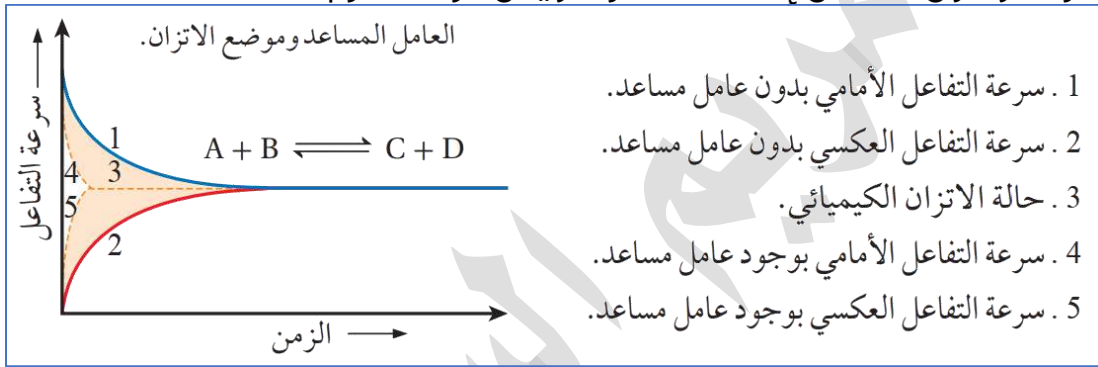 العامل المساعد وموضع الاتزان.
سرعة التفاعل
1
3
4
5
2
A + B ⇌ C + D
الزمن
1 . سرعة التفاعل الأمامي بدون عامل مساعد.
2 . سرعة التفاعل العكسي بدون عامل مساعد.
3 . حالة الاتزان الكيميائي.
4 . سرعة التفاعل الأمامي بوجود عامل مساعد.
5 . سرعة التفاعل العكسي بوجود عامل مساعد.